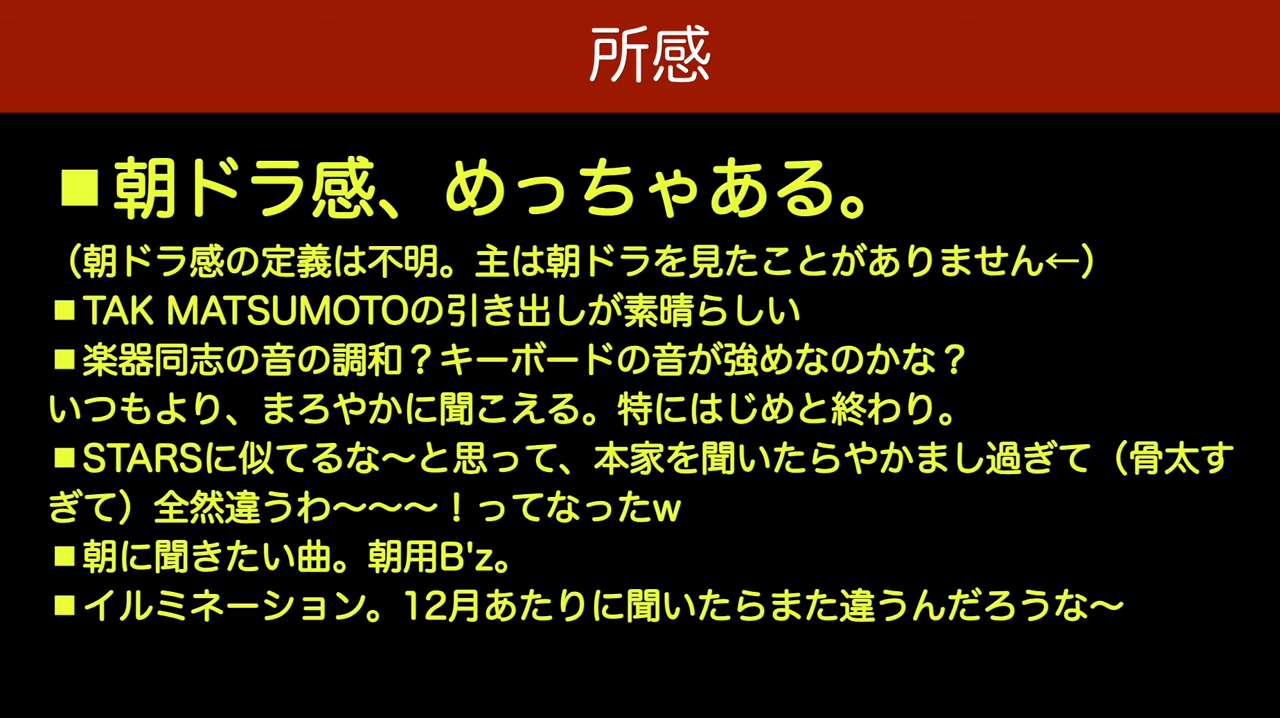 所感
■朝ドラ感、めっちゃある。
（朝ドラ感の定義は不明。主は朝ドラを見たことがありません←）
■TAK MATSUMOTOの引き出しが素晴らしい
■楽器同志の音の調和？キーボードの音が強めなのかな？
いつもより、まろやかに聞こえる。特にはじめと終わり。
■STARSに似てるな〜と思って、本家を聞いたらやかまし過ぎて（骨太す
ぎて）全然違うわ〜〜〜！ってなったw
■朝に聞きたい曲。朝用B'z。
■イルミネーション。12月あたりに聞いたらまた違うんだろうな〜